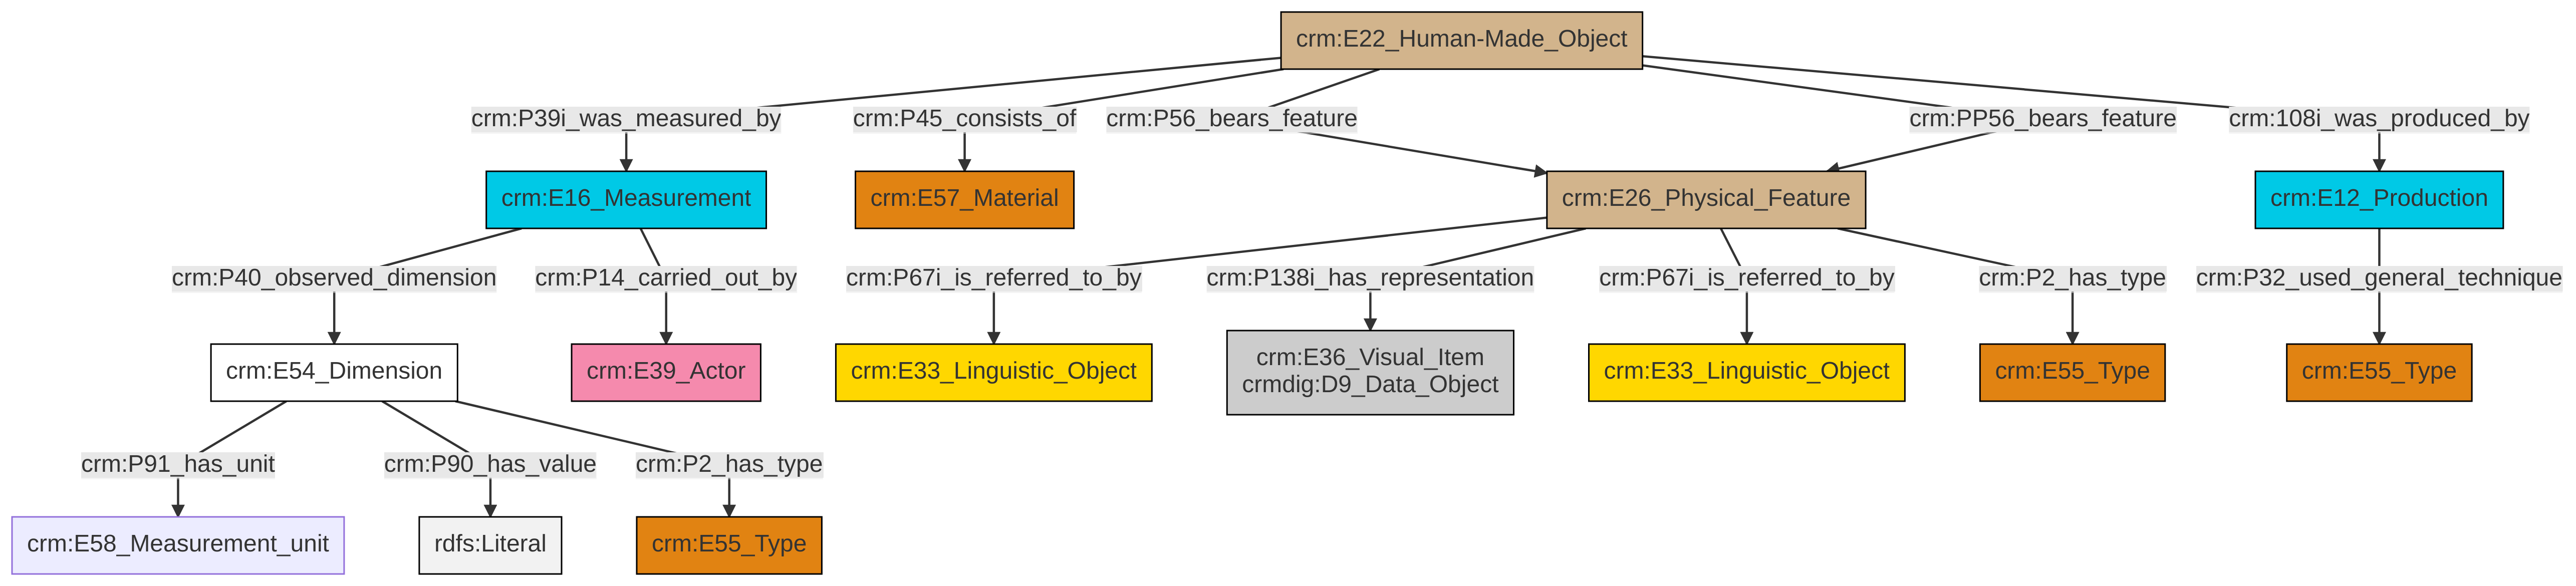 crm:E22_Human-Made_Object
crm:P39i_was_measured_by
crm:P45_consists_of
crm:P56_bears_feature
crm:PP56_bears_feature
crm:108i_was_produced_by
crm:E16_Measurement
crm:E57_Material
crm:E26_Physical_Feature
crm:E12_Production
crm:P40_observed_dimension
crm:P14_carried_out_by
crm:P67i_is_referred_to_by
crm:P138i_has_representation
crm:P67i_is_referred_to_by
crm:P2_has_type
crm:P32_used_general_technique
crm:E54_Dimension
crm:E39_Actor
crm:E33_Linguistic_Object
crm:E36_Visual_Item
crmdig:D9_Data_Object
crm:E33_Linguistic_Object
crm:E55_Type
crm:E55_Type
crm:P91_has_unit
crm:P90_has_value
crm:P2_has_type
crm:E58_Measurement_unit
rdfs:Literal
crm:E55_Type